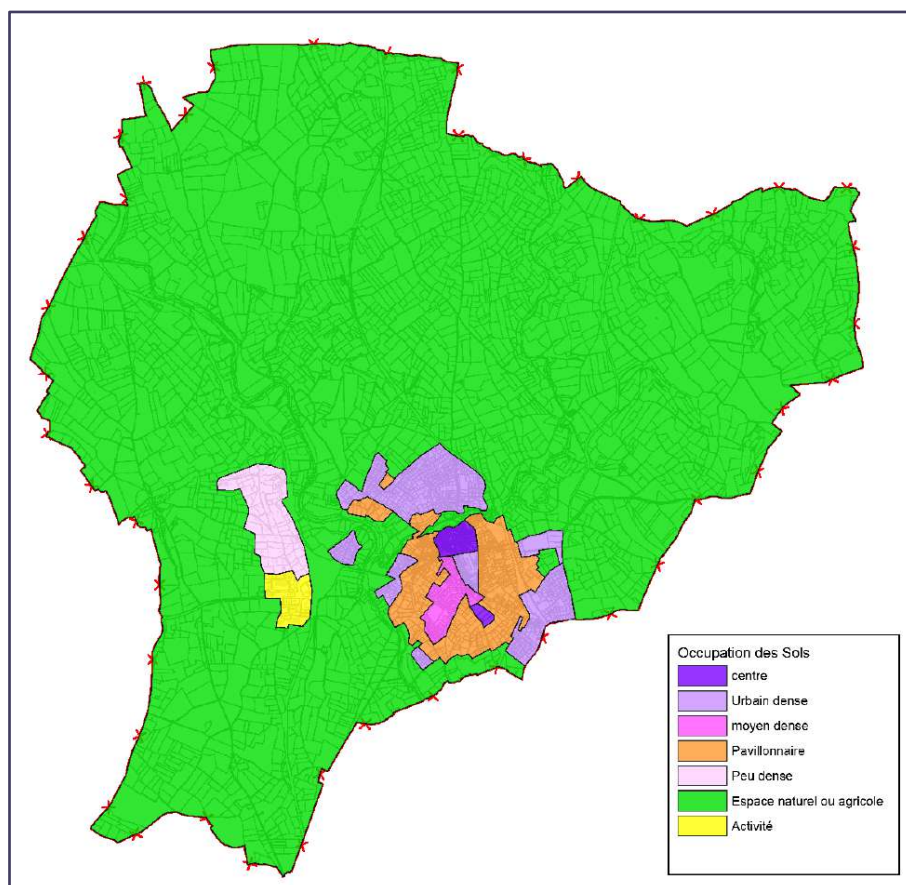 Occupation des Sols
centre
Urbain dense
moyen dense
Pavillonnaire
Peu dense
Espace naturel ou agricole
Activité